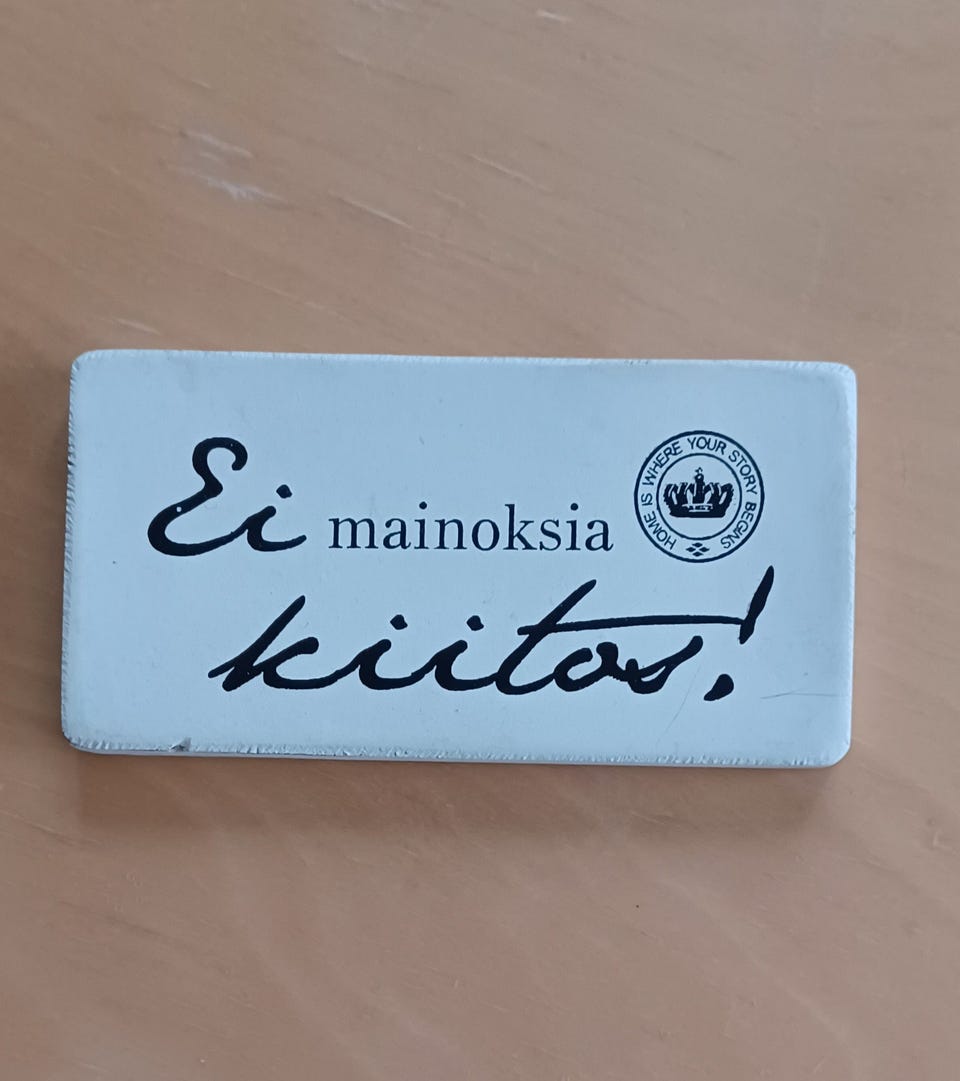 Ei mainoksia
kiitos!
HOME IS WHERE YOUR STORY BEGINS